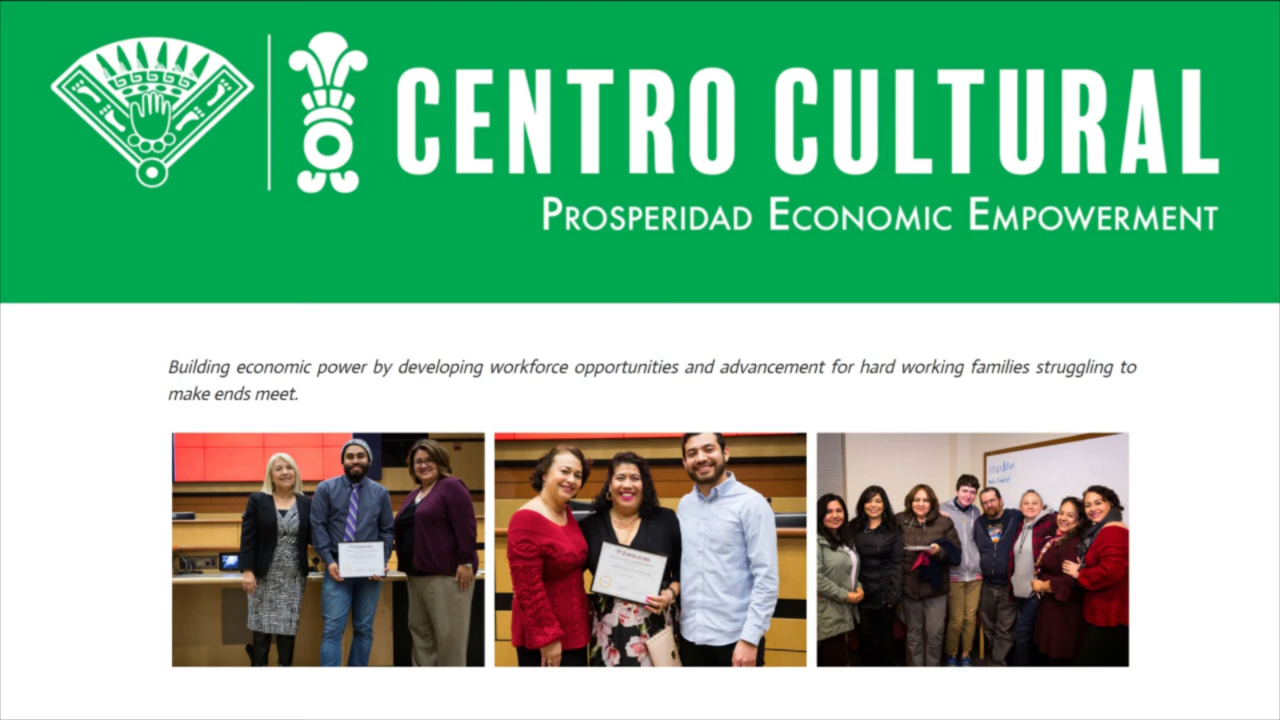 CENTRO CULTURAL
PROSPERIDAD ECONOMIC EMPOWERMENT
Building economic power by developing workforce opportunities and advancement for hard working families struggling to
make ends meet.